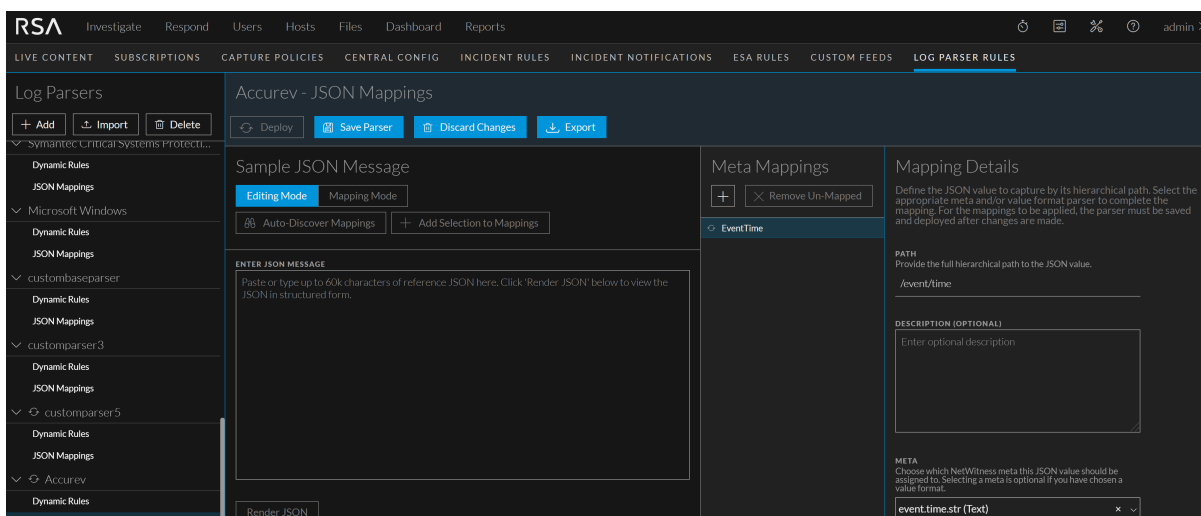 RSA Investigate Respond Users Hosts Files Dashboard Reports admin
LIVE CONTENT SUBSCRIPTIONS CAPTURE POLICIES CENTRAL CONFIG INCIDENT RULES INCIDENT NOTIFICATIONS ESA RULES CUSTOM FEEDS LOG PARSER RULES
Log Parsers
+ Add Import Delete
Symantec Critical Systems Protecti...
Dynamic Rules
JSON Mappings
Microsoft Windows
Dynamic Rules
JSON Mappings
custombaseparser
Dynamic Rules
JSON Mappings
customparser3
Dynamic Rules
JSON Mappings
customparser5
Dynamic Rules
JSON Mappings
Accurev
Dynamic Rules
Accurev - JSON Mappings
Deploy Save Parser Discard Changes Export
Sample JSON Message
Editing Mode Mapping Mode
Auto-Discover Mappings + Add Selection to Mappings
ENTER JSON MESSAGE
Paste or type up to 60k characters of reference JSON here. Click 'Render JSON' below to view the
JSON in structured form.
Render JSON
Meta Mappings
+ Remove Un-Mapped
EventTime
Mapping Details
Define the JSON value to capture by its hierarchical path. Select the
appropriate meta and/or value format parser to complete the
mapping. For the mappings to be applied, the parser must be saved
and deployed after changes are made.
PATH
Provide the full hierarchical path to the JSON value.
/event/time
DESCRIPTION (OPTIONAL)
Enter optional description
META
Choose which NetWitness meta this JSON value should be
assigned to. Selecting a meta is optional if you have chosen a
value format.
event.time.str (Text)